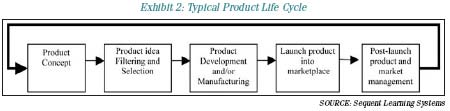 Exhibit 2: Typical Product Life Cycle
Product
Concept
Product idea
Filtering and
Selection
Product
Development
and/or
Manufacturing
Launch product
into
marketplace
Post-launch
product and
market
management
SOURCE: Sequent Learning Systems